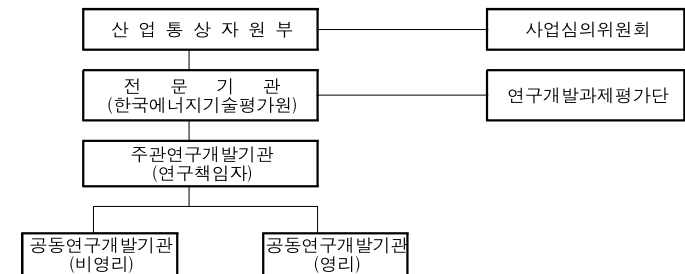 산 업 통 상 자 원 부
사업심의위원회
전 문 기 관
(한국에너지기술평가원)
연구개발과제평가단
주관연구개발기관
(연구책임자)
공동연구개발기관
(비영리)
공동연구개발기관
(영리)